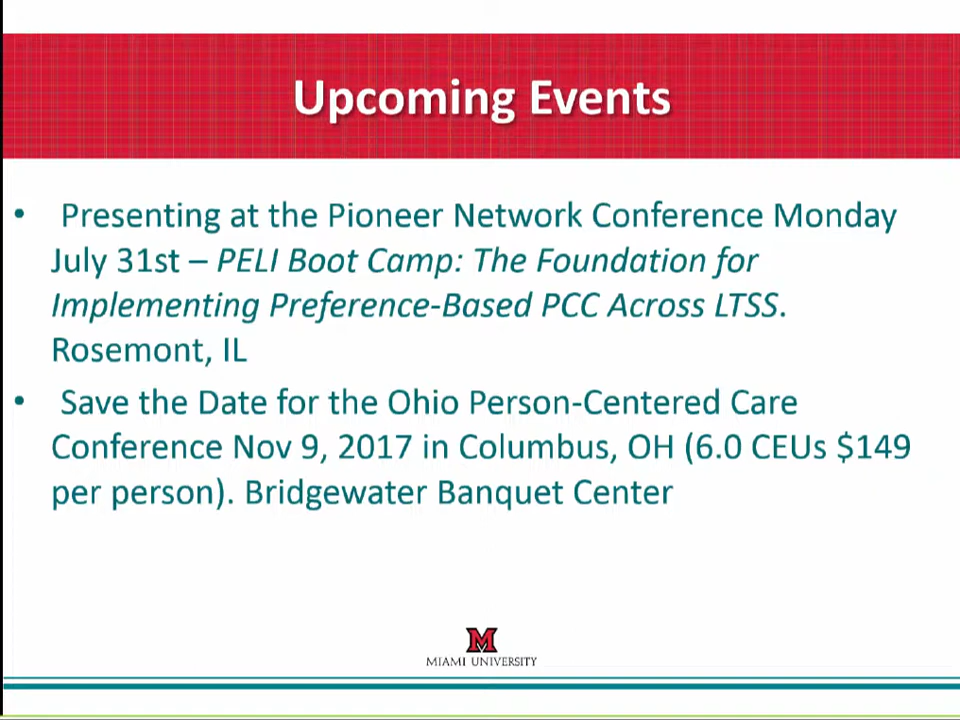 Upcoming Events
• Presenting at the Pioneer Network Conference Monday
July 31st – PELI Boot Camp: The Foundation for
Implementing Preference-Based PCC Across LTSS.
Rosemont, IL
• Save the Date for the Ohio Person-Centered Care
Conference Nov 9, 2017 in Columbus, OH (6.0 CEUs $149
per person). Bridgewater Banquet Center
M
MIAMI UNIVERSITY